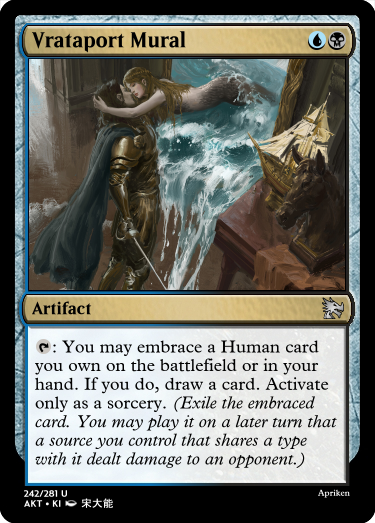 Vrataport Mural
Artifact
: You may embrace a Human card
you own on the battlefield or in your
hand. If you do, draw a card. Activate
only as a sorcery. (Exile the embraced
card. You may play it on a later turn that
a source you control that shares a type
with it dealt damage to an opponent.)
242/281 U
Apriken
AKT • KI 宋大能